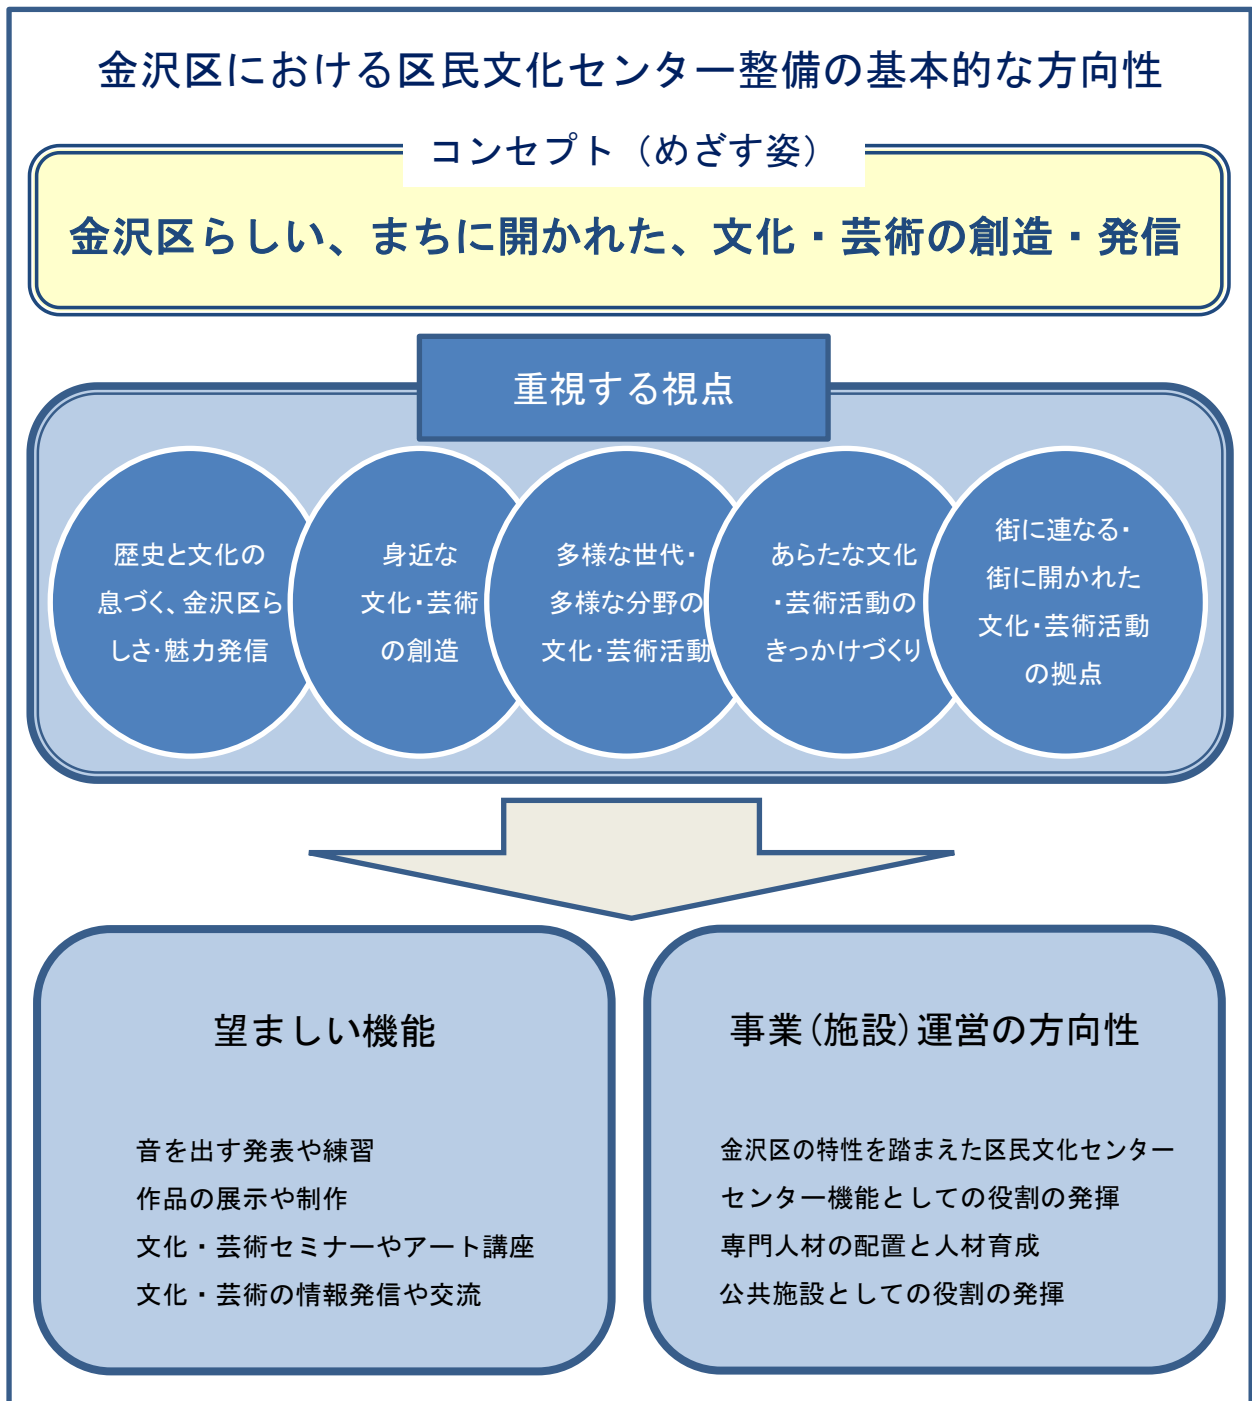 金沢区における区民文化センター整備の基本的な方向性
コンセプト（めざす姿）
金沢区らしい、まちに開かれた、文化・芸術の創造・発信
重視する視点
歴史と文化の
息づく、金沢区ら
しさ・魅力発信
身近な
文化・芸術
の創造
多様な世代・
多様な分野の
文化・芸術活動
あらたな文化
・芸術活動の
きっかけづくり
街に連なる・
街に開かれた
文化・芸術活動
の拠点
望ましい機能
音を出す発表や練習
作品の展示や制作
文化・芸術セミナーやアート講座
文化・芸術の情報発信や交流
事業（施設）運営の方向性
金沢区の特性を踏まえた区民文化センター
センター機能としての役割の発揮
専門人材の配置と人材育成
公共施設としての役割の発揮